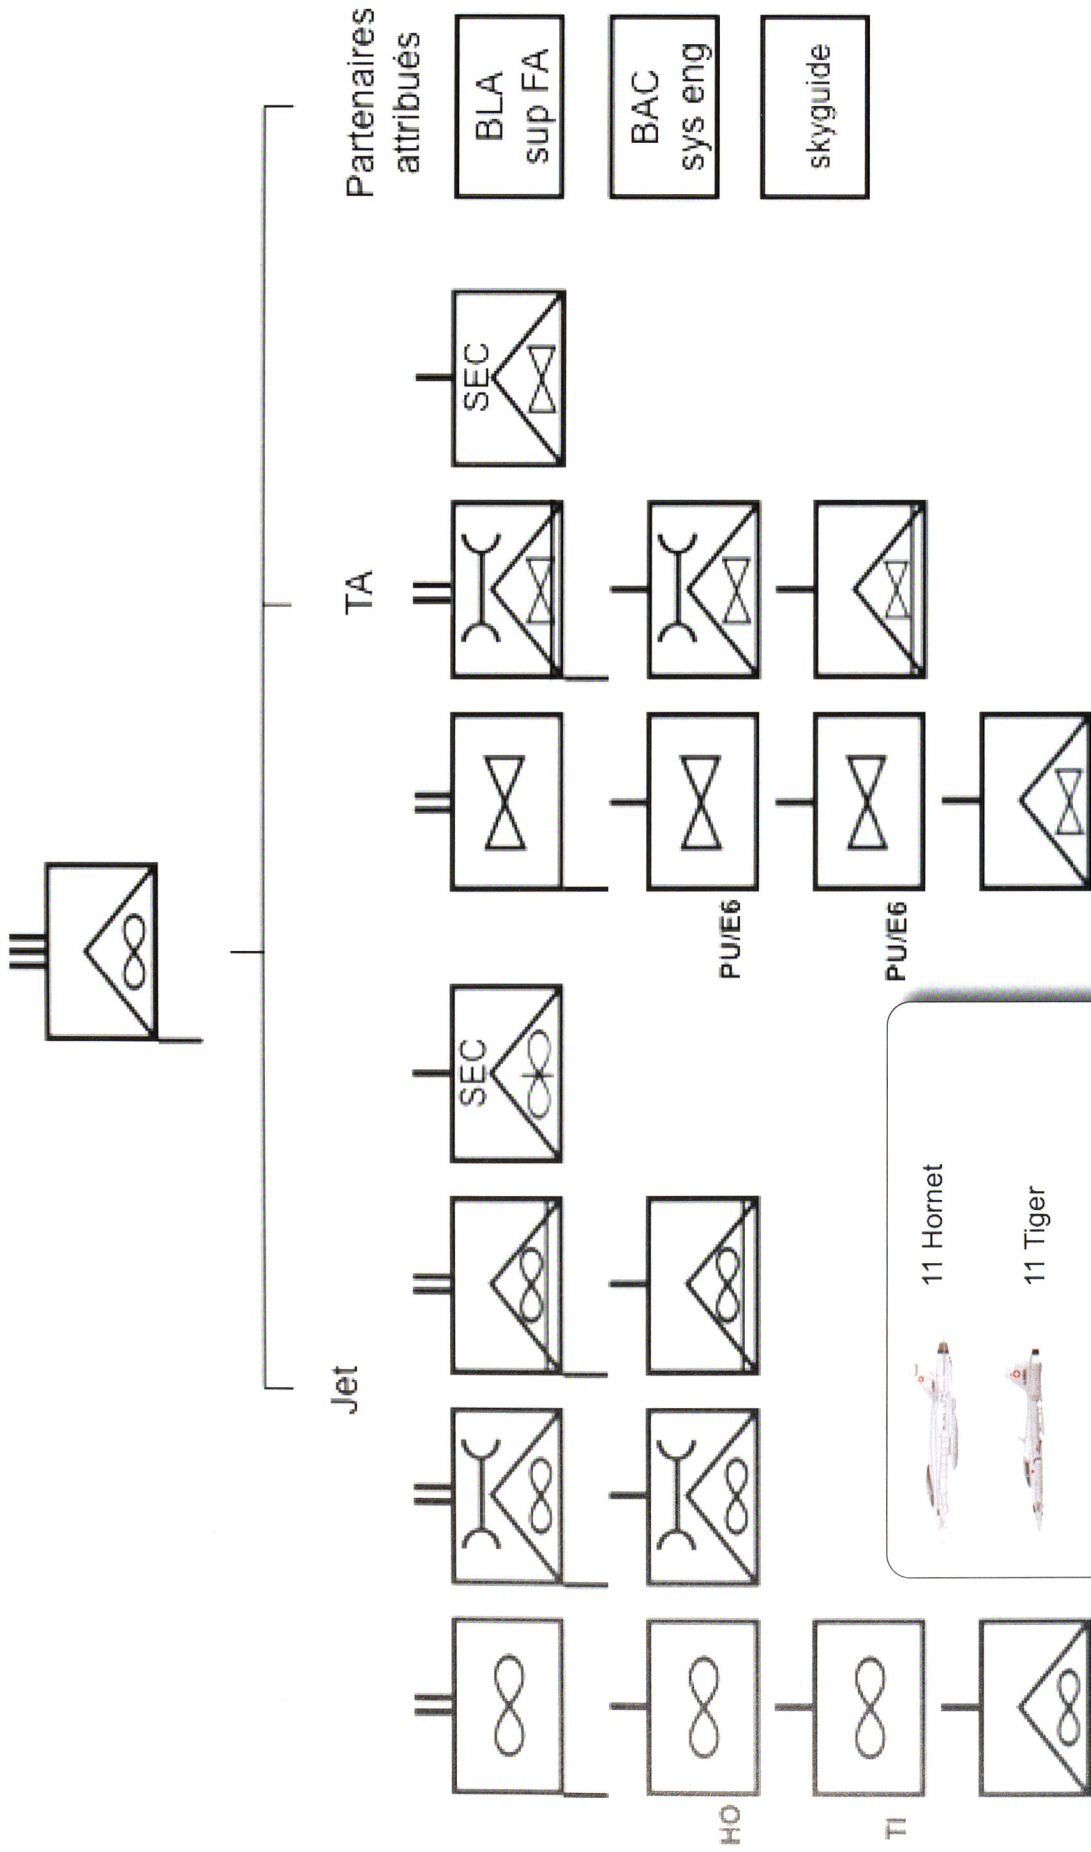 Jet
TA
Partenaires
attribués
SEC
SEC
BLA
sup FA
HO
PU/E6
BAC
sys eng
TI
PU/E6
skyguide
11 Hornet
11 Tiger